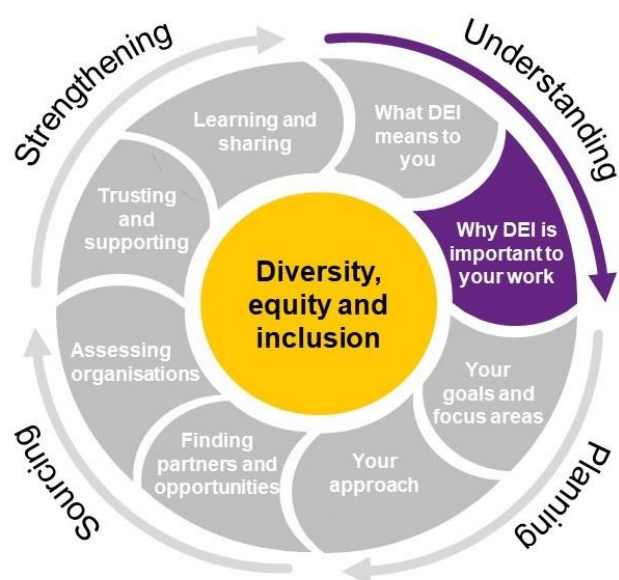 Strengthening
Understanding
Learning and
sharing
What DEI
means to
you
Trusting
and
supporting
Why DEI is
important to
your work
Diversity,
equity and
inclusion
Assessing
organisations
Your
goals and
focus areas
Finding
partners and
opportunities
Your
approach
Sourcing
Planning